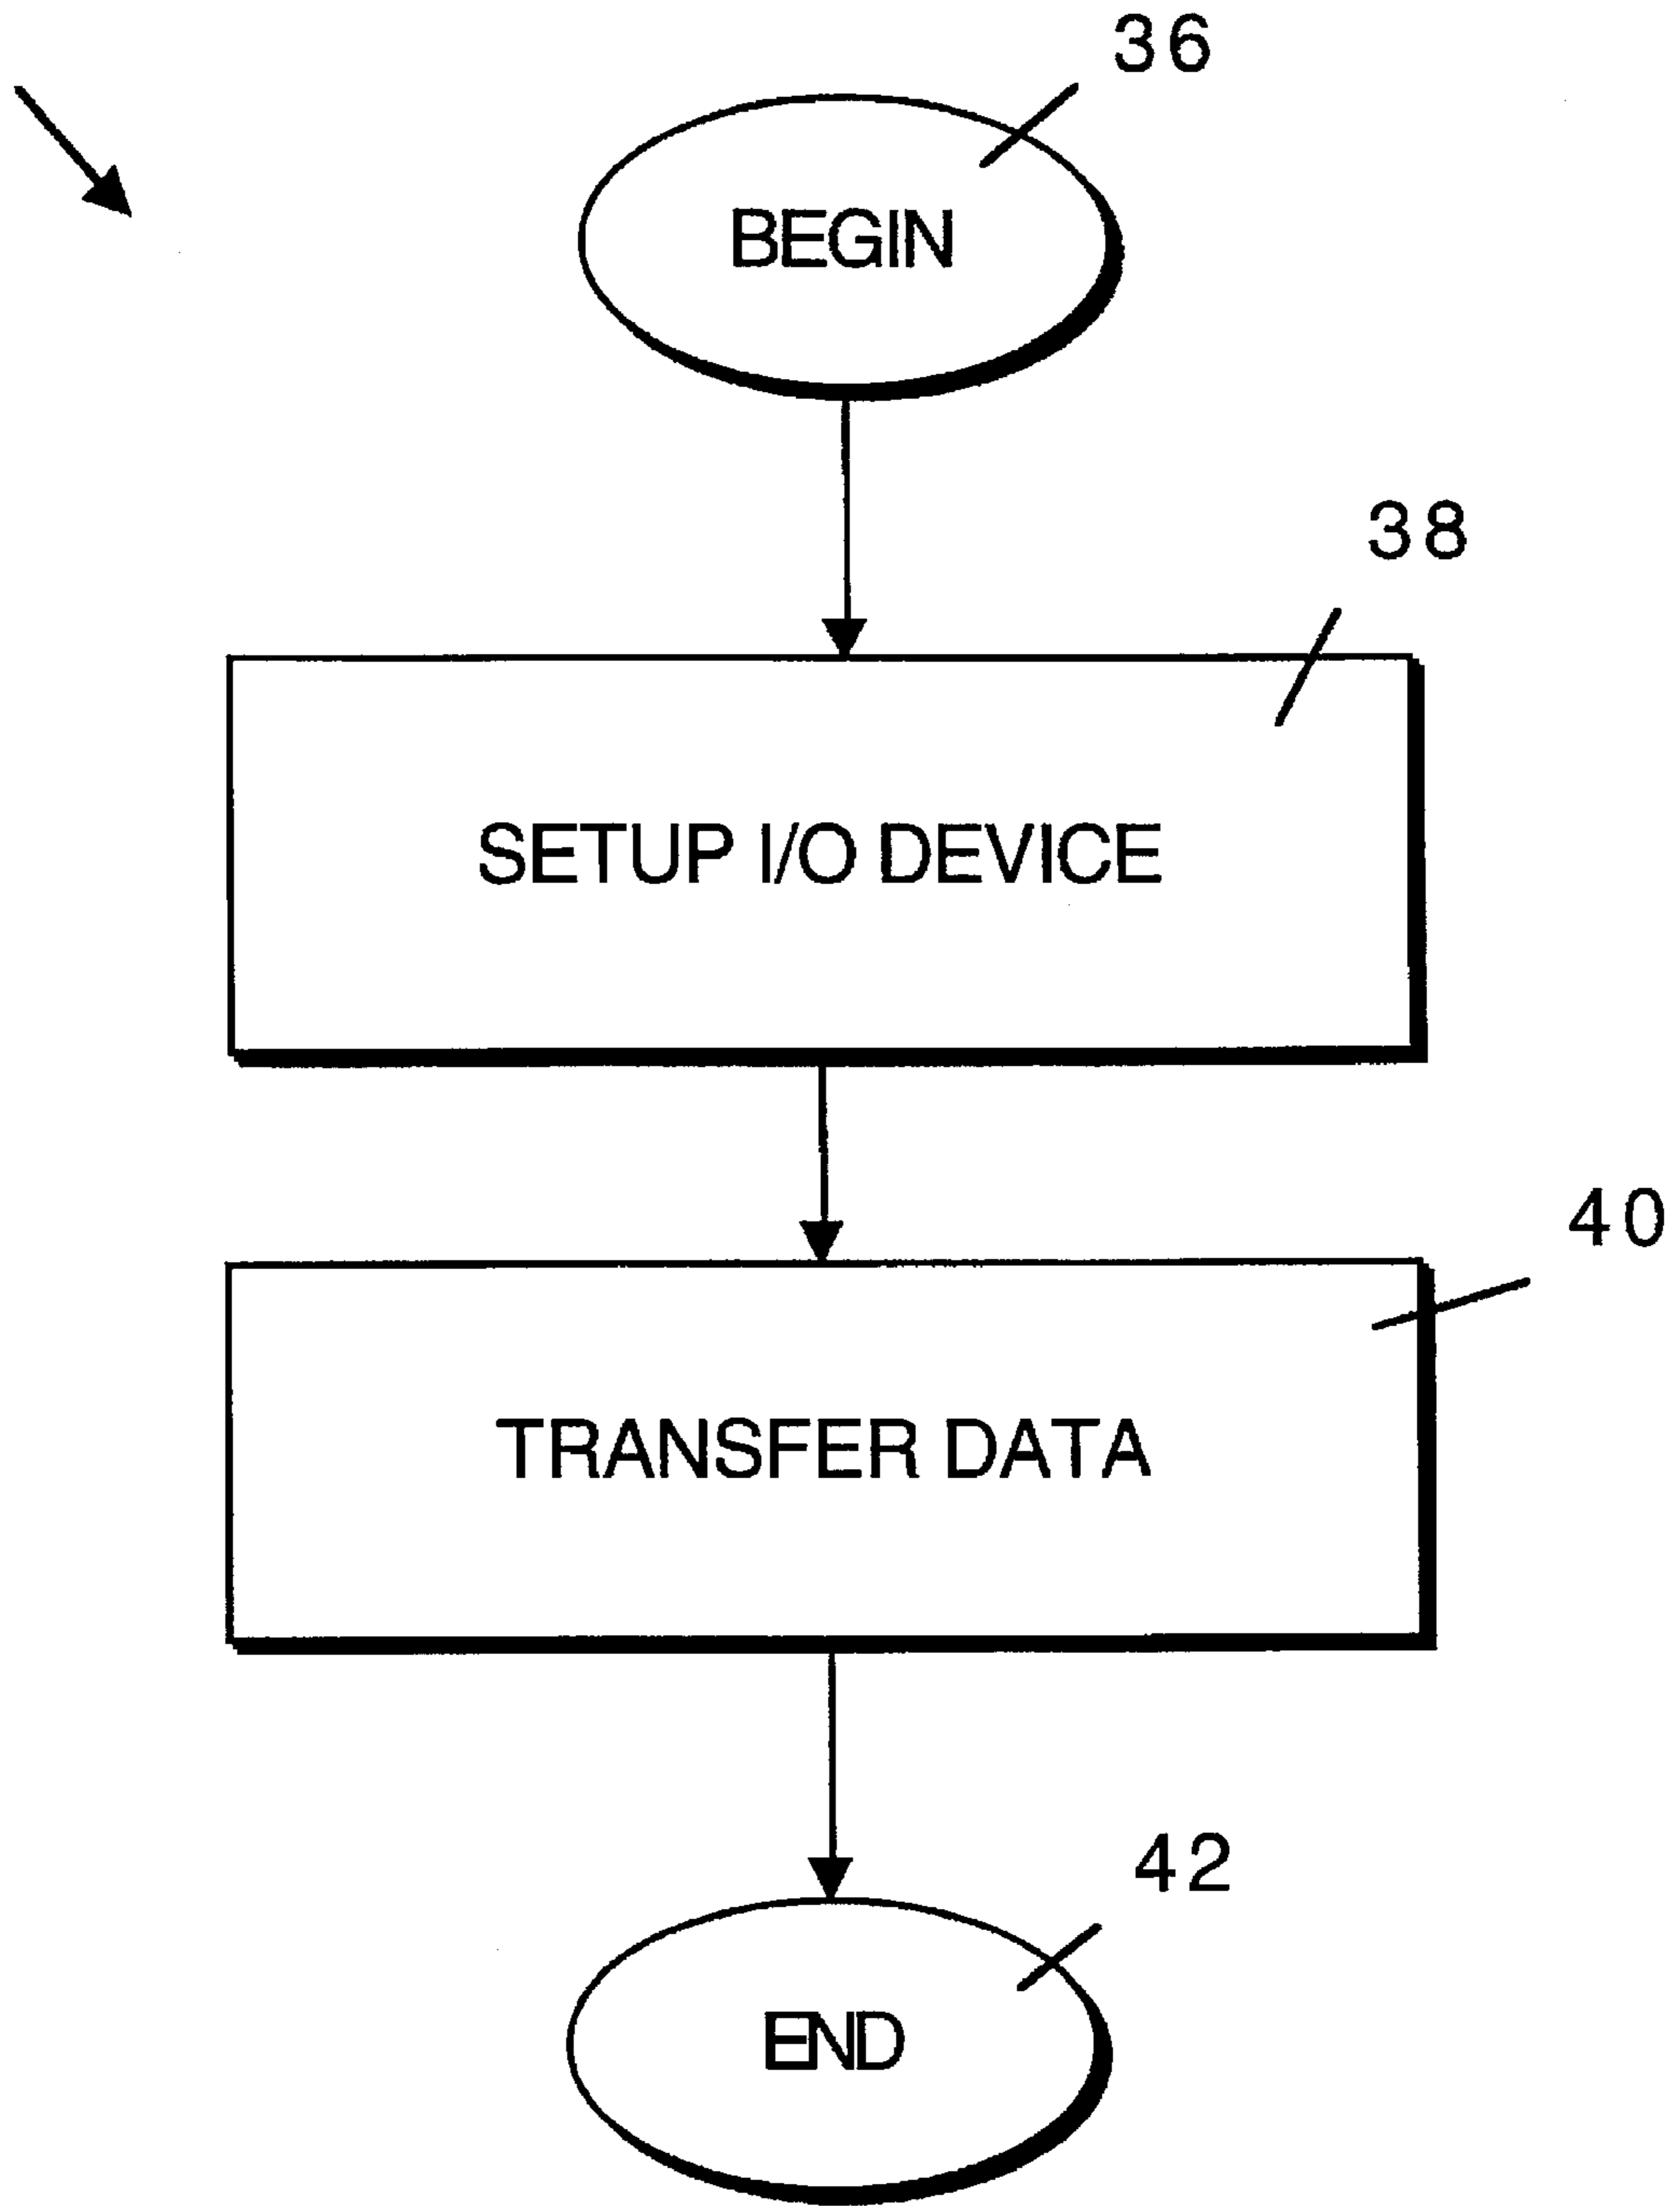 36
BEGIN
38
SETUP I/O DEVICE
40
TRANSFER DATA
42
END